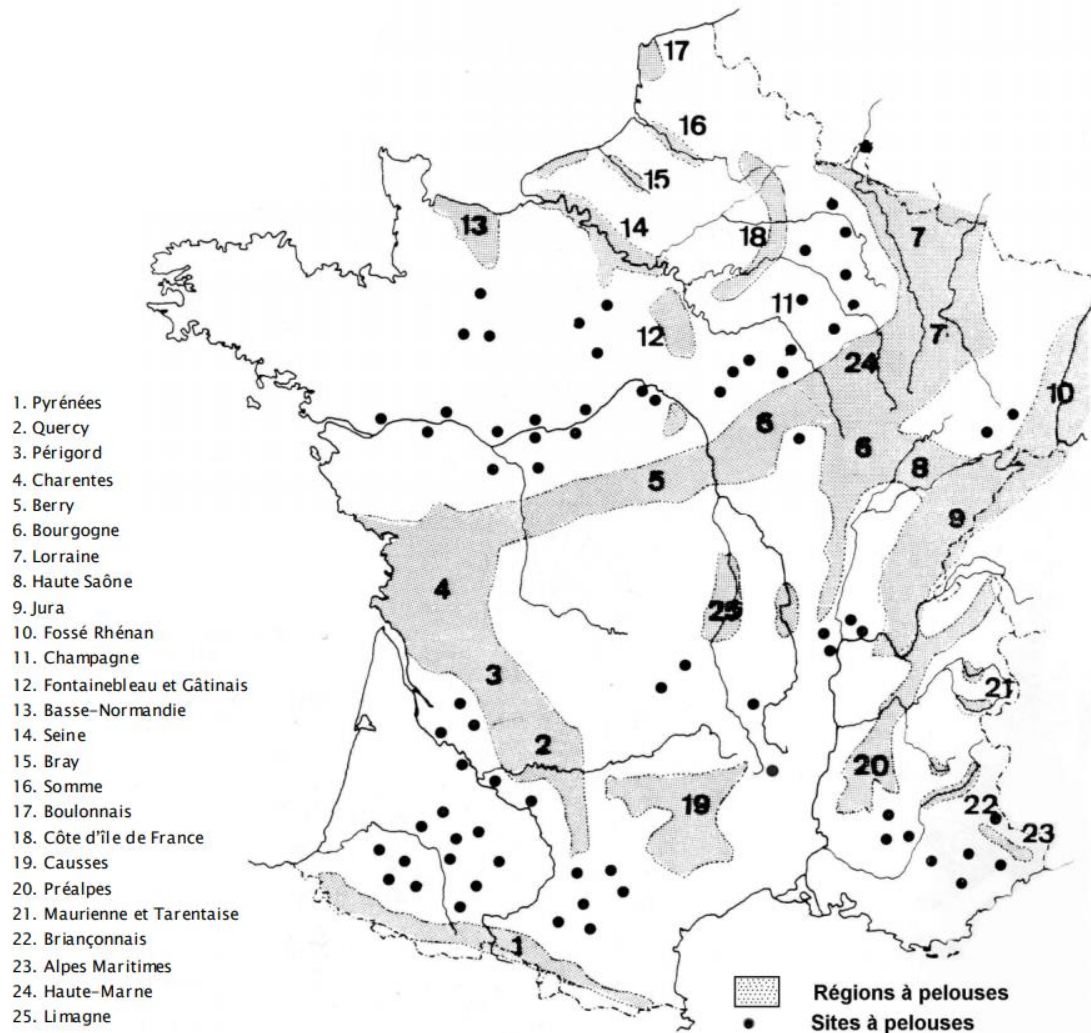 17
16
15
14
13
18
7
11
12
7
24
10
6
6
8
5
9
4
25
3
21
2
20
19
22
23
1
1. Pyrénées
2. Quercy
3. Périgord
4. Charentes
5. Berry
6. Bourgogne
7. Lorraine
8. Haute Saône
9. Jura
10. Fossé Rhénan
11. Champagne
12. Fontainebleau et Gâtinais
13. Basse-Normandie
14. Seine
15. Bray
16. Somme
17. Boulonnais
18. Côte d'île de France
19. Causses
20. Préalpes
21. Maurienne et Tarentaise
22. Briançonnais
23. Alpes Maritimes
24. Haute-Marne
25. Limagne
Régions à pelouses
Sites à pelouses